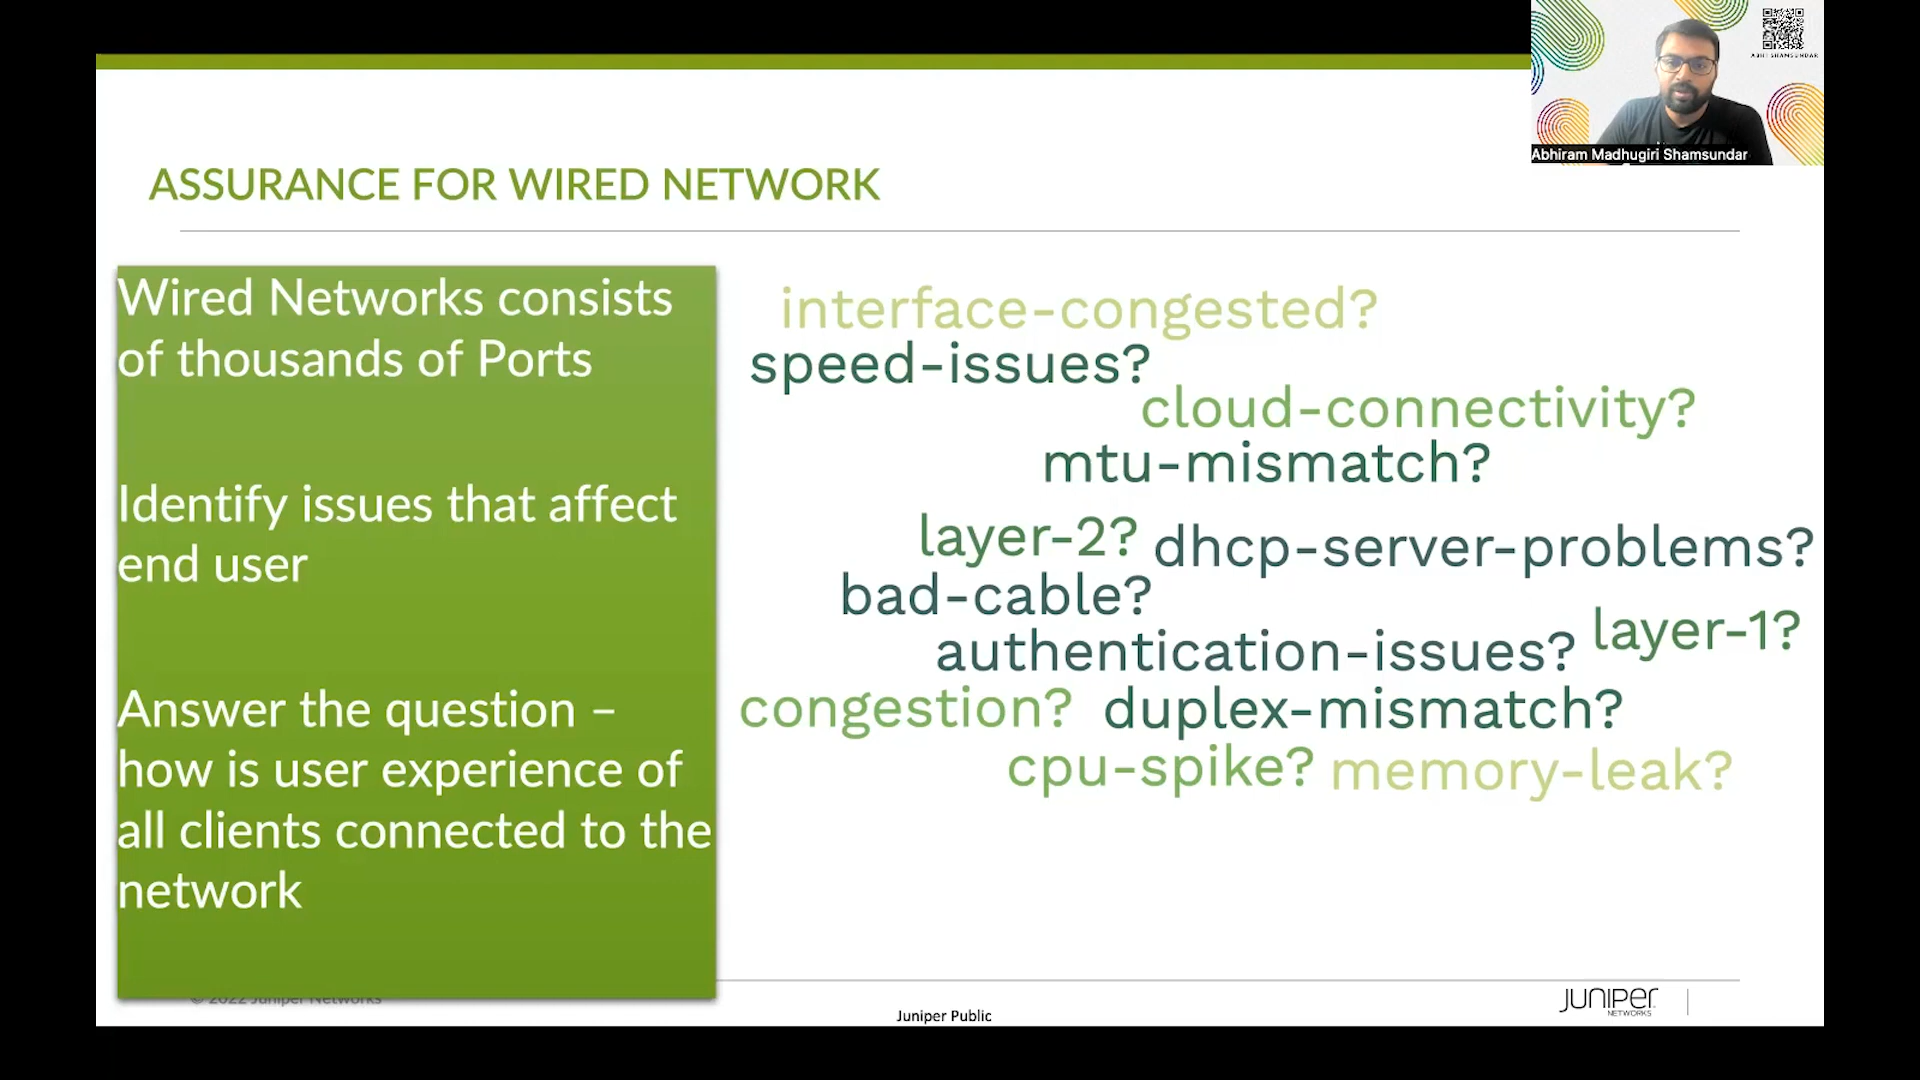 ABHI SHAMSUNDAR
Abhiram Madhugiri Shamsundar
ASSURANCE FOR WIRED NETWORK
Wired Networks consists
of thousands of Ports
Identify issues that affect
end user
Answer the question –
how is user experience of
all clients connected to the
network
interface-congested?
speed-issues?
cloud-connectivity?
mtu-mismatch?
layer-2? dhcp-server-problems?
bad-cable?
authentication-issues? layer-1?
congestion? duplex-mismatch?
cpu-spike? memory-leak?
© 2022 Juniper Networks
Juniper Public
JUNIPER
NETWORKS